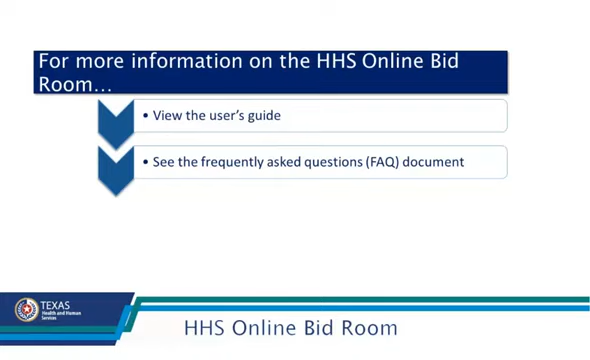 For more information on the HHS Online Bid
Room...
• View the user's guide
• See the frequently asked questions (FAQ) document
TEXAS
Health and Human
Services
HHS Online Bid Room